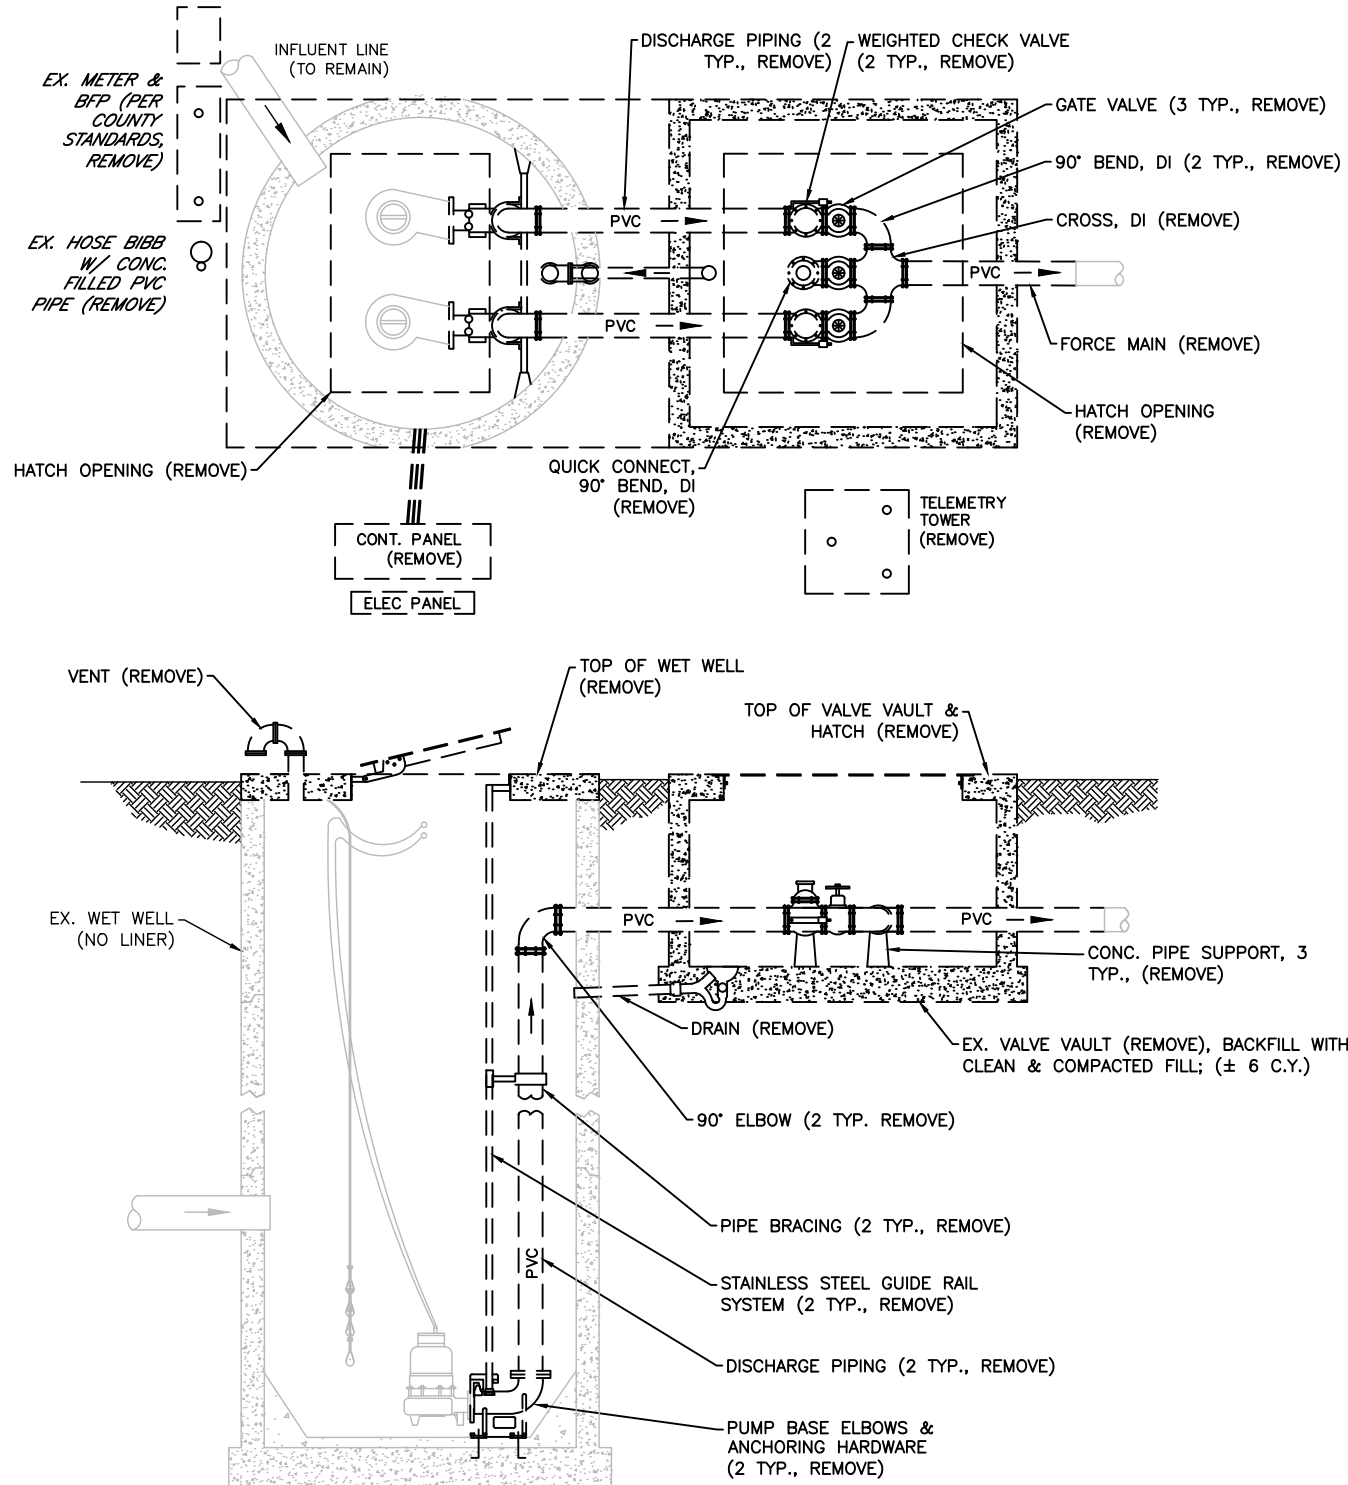 INFLUENT LINE
(TO REMAIN)
DISCHARGE PIPING (2
TYP., REMOVE)
WEIGHTED CHECK VALVE
(2 TYP., REMOVE)
EX. METER &
BFP (PER
COUNTY
STANDARDS,
REMOVE)
GATE VALVE (3 TYP., REMOVE)
90° BEND, DI (2 TYP., REMOVE)
CROSS, DI (REMOVE)
PVC
EX. HOSE BIBB
W/ CONC.
FILLED PVC
PIPE (REMOVE)
PVC
PVC
FORCE MAIN (REMOVE)
HATCH OPENING
(REMOVE)
HATCH OPENING (REMOVE)
QUICK CONNECT,
90° BEND, DI
(REMOVE)
TELEMETRY
TOWER
(REMOVE)
CONT. PANEL
(REMOVE)
ELEC PANEL
VENT (REMOVE)
TOP OF WET WELL
(REMOVE)
TOP OF VALVE VAULT &
HATCH (REMOVE)
EX. WET WELL
(NO LINER)
PVC
PVC
CONC. PIPE SUPPORT, 3
TYP., (REMOVE)
DRAIN (REMOVE)
EX. VALVE VAULT (REMOVE), BACKFILL WITH
CLEAN & COMPACTED FILL; (± 6 C.Y.)
90° ELBOW (2 TYP. REMOVE)
PIPE BRACING (2 TYP., REMOVE)
PVC
STAINLESS STEEL GUIDE RAIL
SYSTEM (2 TYP., REMOVE)
DISCHARGE PIPING (2 TYP., REMOVE)
PUMP BASE ELBOWS &
ANCHORING HARDWARE
(2 TYP., REMOVE)